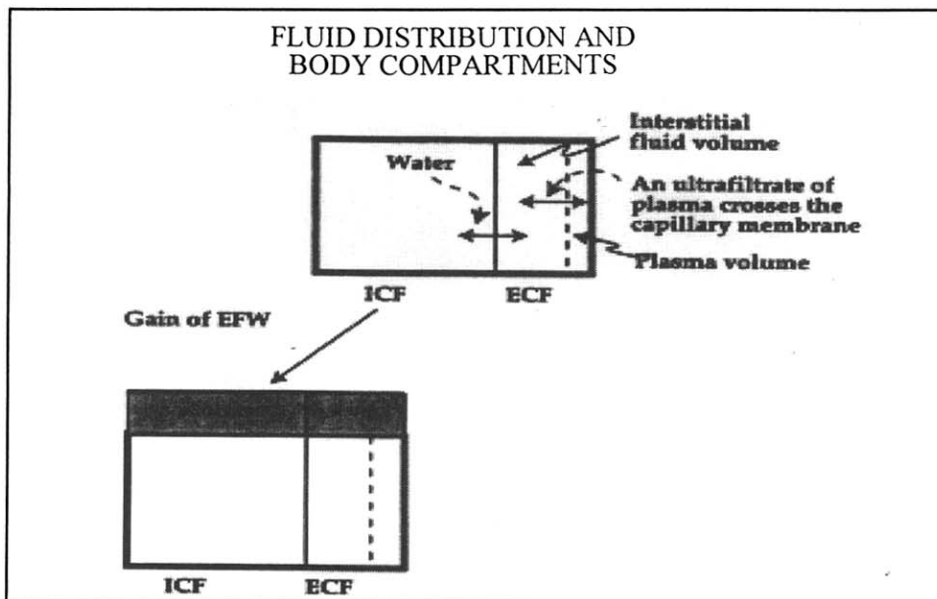 FLUID DISTRIBUTION AND
BODY COMPARTMENTS
Interstitial
fluid volume
Water
An ultrafiltrate of
plasma crosses the
capillary membrane
Plasma volume
ICF ECF
Gain of EFW
ICF ECF